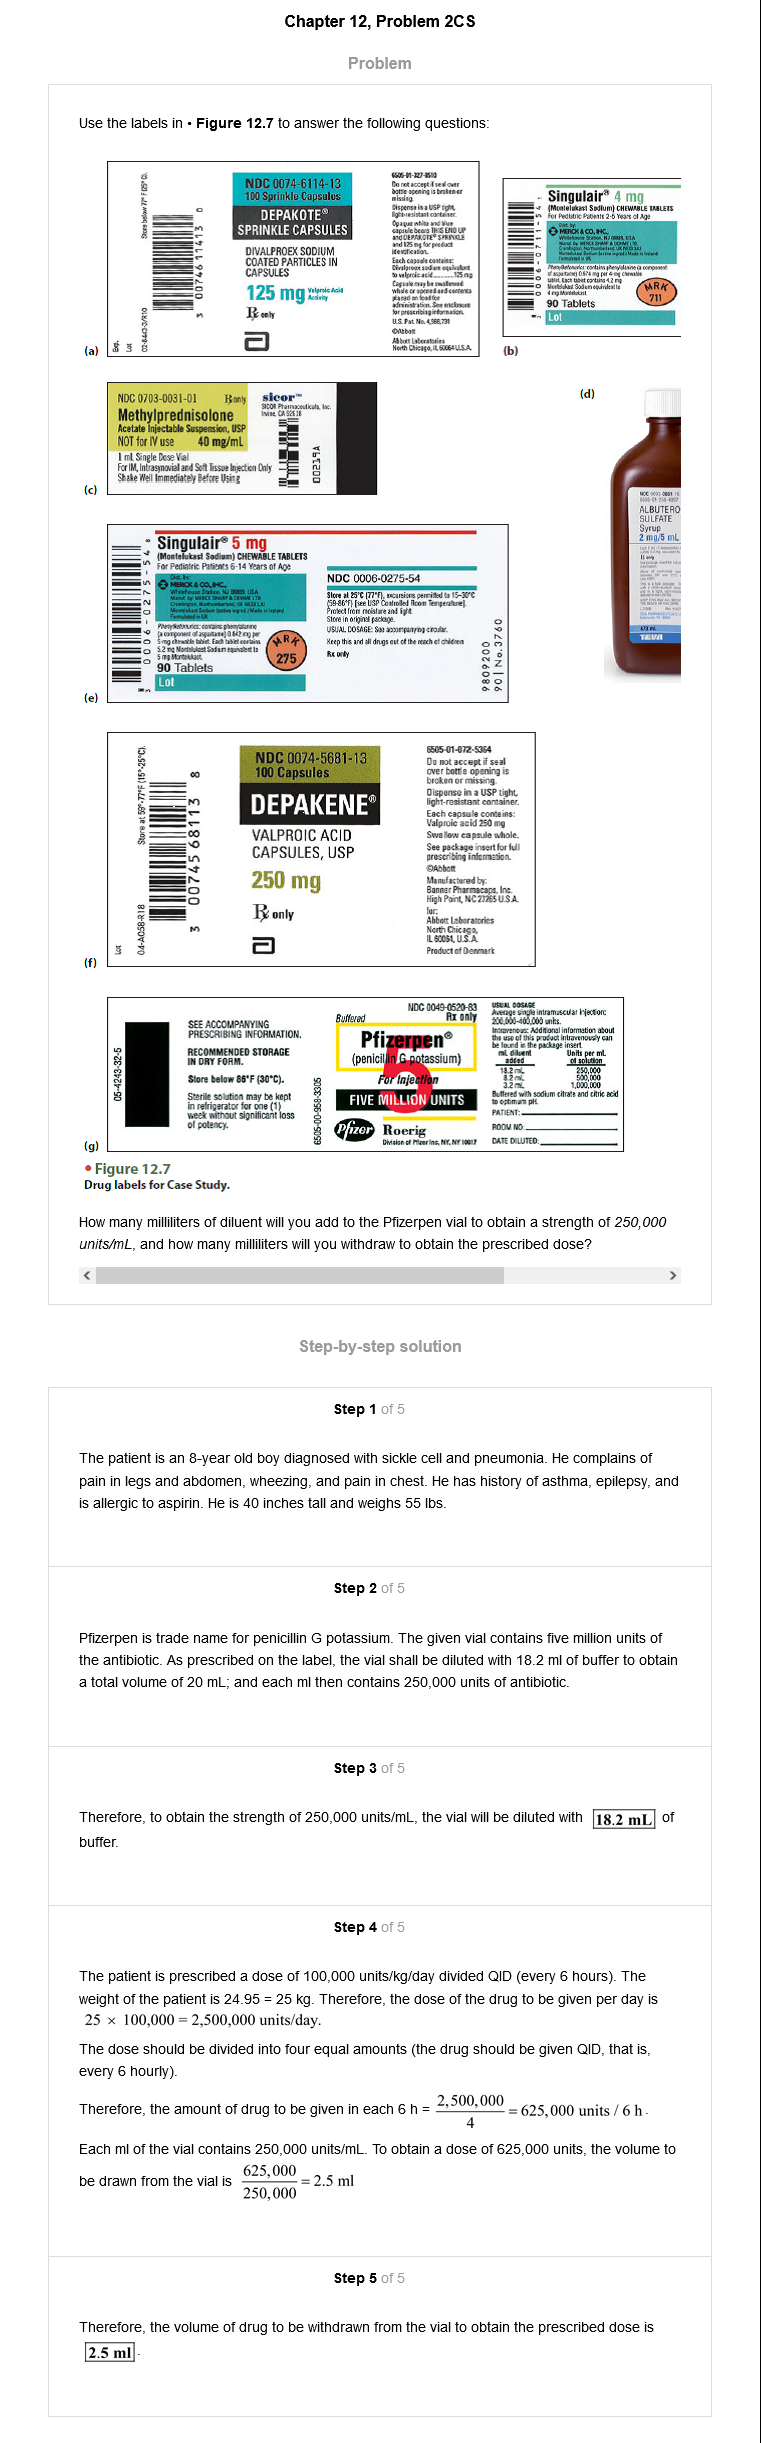 Chapter 12, Problem 2CS
Problem
Use the labels in • Figure 12.7 to answer the following questions:
Store below 77° F (25° C).
Exp.
Lot
02-8443-3/R10
3 0074611413 0
NDC 0074-6114-13
100 Sprinkle Capsules
DEPAKOTE®
SPRINKLE CAPSULES
DIVALPROEX SODIUM
COATED PARTICLES IN
CAPSULES
125 mg Valproic Acid
Activity
℞ only
6505-01-327-0510
Do not accept if seal over
bottle opening is broken or
missing.
Dispense in a USP tight,
light-resistant container.
Opaque white and blue
capsule bears THIS END UP
and DEPAKOTE® SPRINKLE
and 125 mg for product
identification.
Each capsule contains:
Divalproex sodium equivalent
to valproic acid..........125 mg
Capsule may be swallowed
whole or opened and contents
placed on food for
administration. See enclosure
for prescribing information.
U.S. Pat. No. 4,988,731
©Abbott
Abbott Laboratories
North Chicago, IL 60064 U.S.A.
(a)
3 0006-0711-54
Singulair® 4 mg
(Montelukast Sodium) CHEWABLE TABLETS
For Pediatric Patients 2-5 Years of Age
Dist. by:
MERCK & CO., INC.,
Whitehouse Station, NJ 08889, USA
MRK
711
90 Tablets
Lot
(b)
NDC 0703-0031-01 ℞ only
Methylprednisolone
Acetate Injectable Suspension, USP
NOT for IV use 40 mg/mL
1 mL Single Dose Vial
For IM, Intrasynovial and Soft Tissue Injection Only
Shake Well Immediately Before Using
sicor™
SICOR Pharmaceuticals, Inc.
Irvine, CA 92618
00219A
(c)
(d)
ALBUTERO
SULFATE
Syrup
2 mg/5 mL
473 mL
TEVA
3 0006-0275-54 8
Singulair® 5 mg
(Montelukast Sodium) CHEWABLE TABLETS
For Pediatric Patients 6-14 Years of Age
Dist. by:
MERCK & CO., INC.,
Whitehouse Station, NJ 08889, USA
Phenylketonurics: contains phenylalanine
(a component of aspartame) 0.842 mg per
5-mg chewable tablet. Each tablet contains
5.2 mg Montelukast Sodium equivalent to
5 mg Montelukast.
MRK
275
90 Tablets
Lot
NDC 0006-0275-54
Store at 25°C (77°F), excursions permitted to 15-30°C
(59-86°F) [see USP Controlled Room Temperature].
Protect from moisture and light.
Store in original package.
USUAL DOSAGE: See accompanying circular.
Keep this and all drugs out of the reach of children
Rx only
9809200
90 | No. 3760
(e)
Store at 59°-77°F (15°-25°C).
Lot
04-A058-R18
3 00745 68113 8
NDC 0074-5681-13
100 Capsules
DEPAKENE®
VALPROIC ACID
CAPSULES, USP
250 mg
℞ only
6505-01-072-5364
Do not accept if seal
over bottle opening is
broken or missing.
Dispense in a USP tight,
light-resistant container.
Each capsule contains:
Valproic acid 250 mg
Swallow capsule whole.
See package insert for full
prescribing information.
©Abbott
Manufactured by:
Banner Pharmacaps, Inc.
High Point, NC 27265 U.S.A.
for:
Abbott Laboratories
North Chicago,
IL 60064, U.S.A.
Product of Denmark
(f)
05-4243-32-5
SEE ACCOMPANYING
PRESCRIBING INFORMATION.
RECOMMENDED STORAGE
IN DRY FORM.
Store below 86°F (30°C).
Sterile solution may be kept
in refrigerator for one (1)
week without significant loss
of potency.
6505-00-958-3305
NDC 0049-0520-83
Buffered Rx only
Pfizerpen®
(penicillin G potassium)
For Injection
5
FIVE MILLION UNITS
Pfizer Roerig
Division of Pfizer Inc, NY, NY 10017
USUAL DOSAGE
Average single intramuscular injection:
200,000-400,000 units.
Intravenous: Additional information about
the use of this product intravenously can
be found in the package insert.
mL diluent Units per mL
added of solution
18.2 mL 250,000
8.2 mL 500,000
3.2 mL 1,000,000
Buffered with sodium citrate and citric acid
to optimum pH.
PATIENT:
ROOM NO:
DATE DILUTED:
(g)
• Figure 12.7
Drug labels for Case Study.
How many milliliters of diluent will you add to the Pfizerpen vial to obtain a strength of 250,000
units/mL, and how many milliliters will you withdraw to obtain the prescribed dose?
Step-by-step solution
Step 1 of 5
The patient is an 8-year old boy diagnosed with sickle cell and pneumonia. He complains of
pain in legs and abdomen, wheezing, and pain in chest. He has history of asthma, epilepsy, and
is allergic to aspirin. He is 40 inches tall and weighs 55 lbs.
Step 2 of 5
Pfizerpen is trade name for penicillin G potassium. The given vial contains five million units of
the antibiotic. As prescribed on the label, the vial shall be diluted with 18.2 ml of buffer to obtain
a total volume of 20 mL; and each ml then contains 250,000 units of antibiotic.
Step 3 of 5
Therefore, to obtain the strength of 250,000 units/mL, the vial will be diluted with 18.2 mL of
buffer.
Step 4 of 5
The patient is prescribed a dose of 100,000 units/kg/day divided QID (every 6 hours). The
weight of the patient is 24.95 = 25 kg. Therefore, the dose of the drug to be given per day is
25 × 100,000 = 2,500,000 units/day.
The dose should be divided into four equal amounts (the drug should be given QID, that is,
every 6 hourly).
Therefore, the amount of drug to be given in each 6 h = 2,500,000 / 4 = 625,000 units / 6 h.
Each ml of the vial contains 250,000 units/mL. To obtain a dose of 625,000 units, the volume to
be drawn from the vial is 625,000 / 250,000 = 2.5 ml
Step 5 of 5
Therefore, the volume of drug to be withdrawn from the vial to obtain the prescribed dose is
2.5 ml.